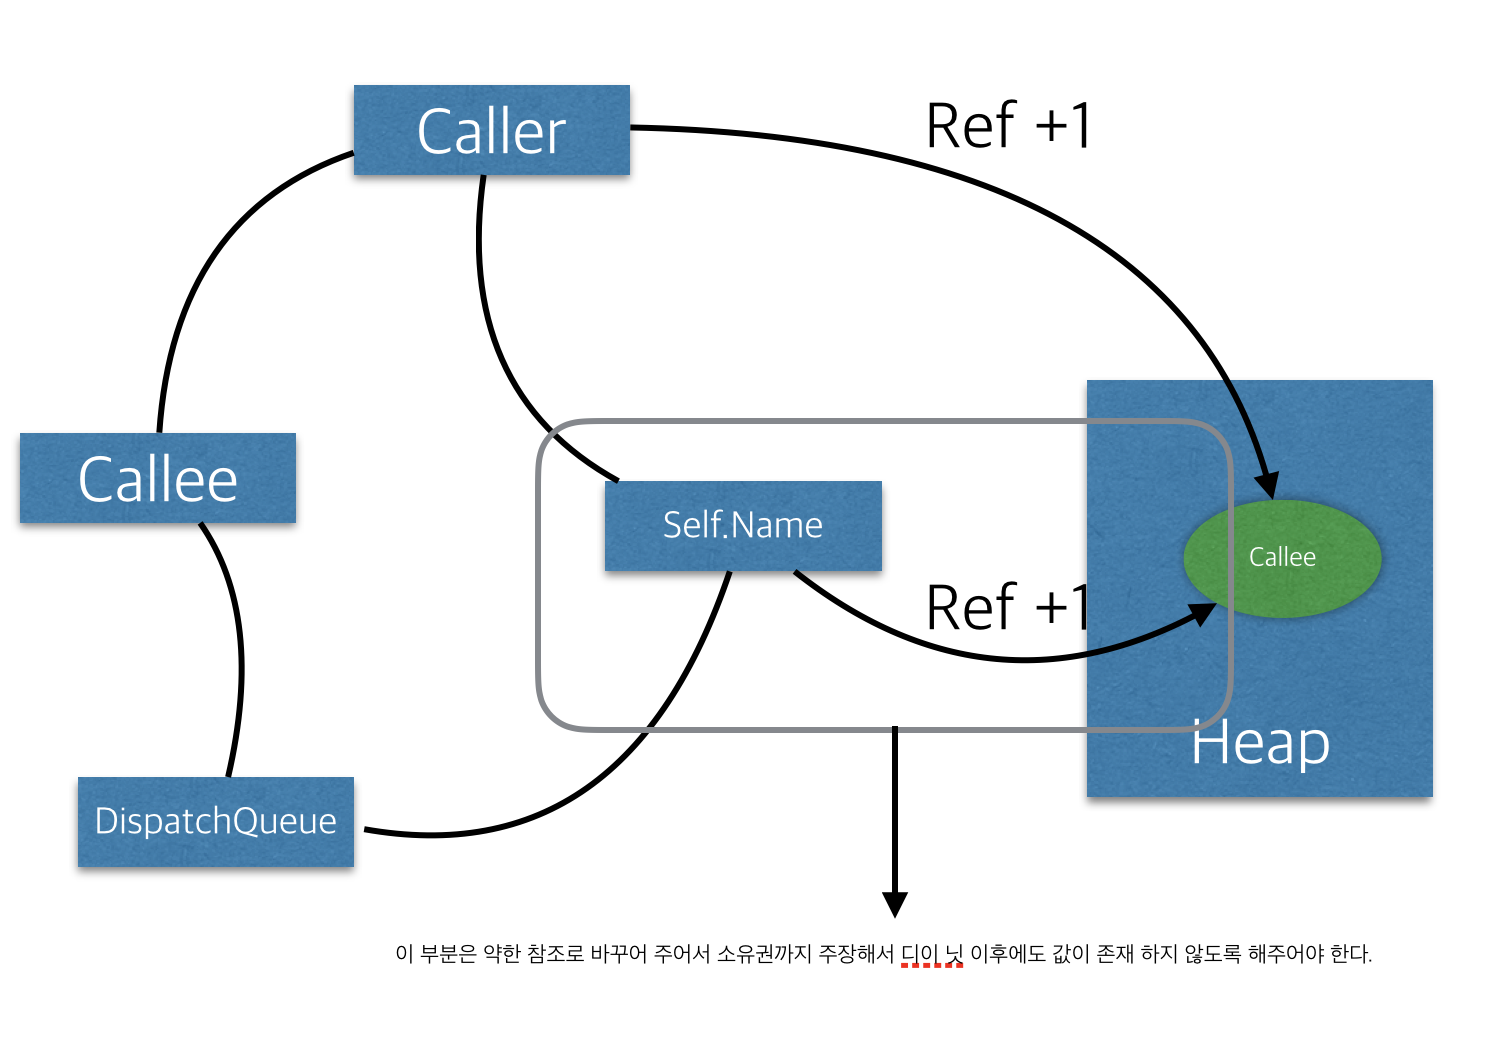 Caller
Ref +1
Callee
Self.Name
Callee
Ref +1
Heap
DispatchQueue
이 부분은 약한 참조로 바꾸어 주어서 소유권까지 주장해서 디이 닛 이후에도 값이 존재 하지 않도록 해주어야 한다.